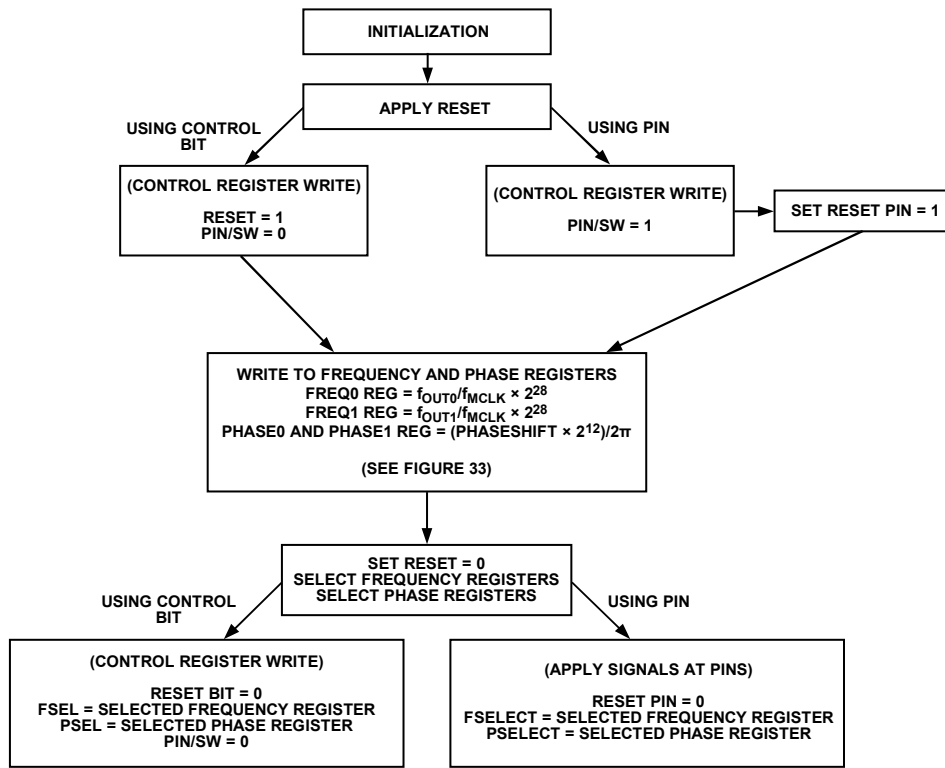 INITIALIZATION
APPLY RESET
USING CONTROL
BIT
USING PIN
(CONTROL REGISTER WRITE)
RESET = 1
PIN/SW = 0
(CONTROL REGISTER WRITE)
PIN/SW = 1
SET RESET PIN = 1
WRITE TO FREQUENCY AND PHASE REGISTERS
FREQ0 REG = fOUT0/fMCLK × 2^28
FREQ1 REG = fOUT1/fMCLK × 2^28
PHASE0 AND PHASE1 REG = (PHASESHIFT × 2^12)/2π
(SEE FIGURE 33)
SET RESET = 0
SELECT FREQUENCY REGISTERS
SELECT PHASE REGISTERS
USING CONTROL
BIT
USING PIN
(CONTROL REGISTER WRITE)
RESET BIT = 0
FSEL = SELECTED FREQUENCY REGISTER
PSEL = SELECTED PHASE REGISTER
PIN/SW = 0
(APPLY SIGNALS AT PINS)
RESET PIN = 0
FSELECT = SELECTED FREQUENCY REGISTER
PSELECT = SELECTED PHASE REGISTER